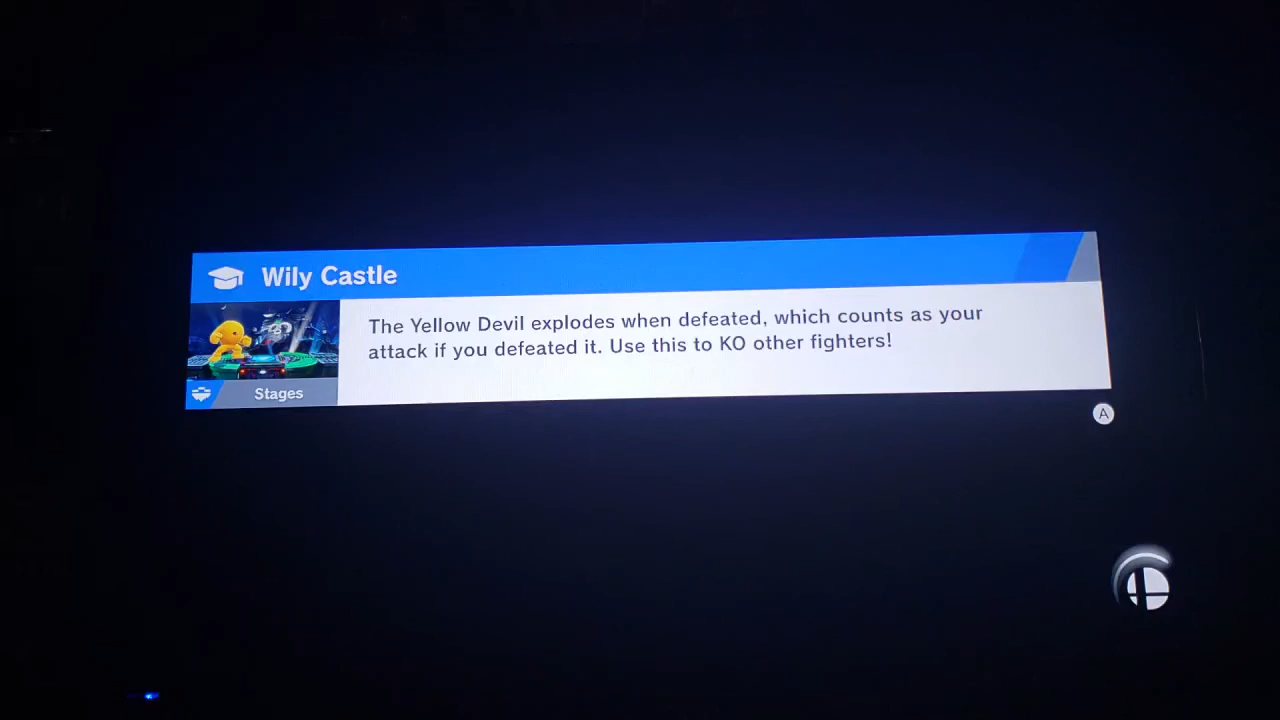 Wily Castle
The Yellow Devil explodes when defeated, which counts as your
attack if you defeated it. Use this to KO other fighters!
Stages
A